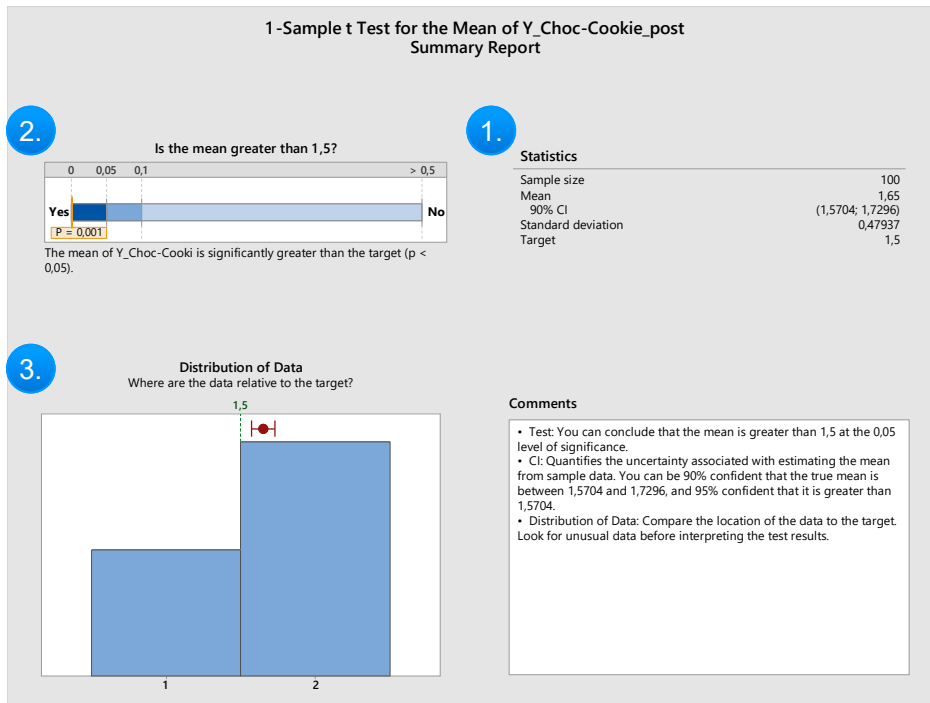 1-Sample t Test for the Mean of Y_Choc-Cookie_post
Summary Report
2.
Is the mean greater than 1,5?
0 0,05 0,1 > 0,5
Yes No
P = 0,001
The mean of Y_Choc-Cooki is significantly greater than the target (p <
0,05).
1.
Statistics
Sample size 100
Mean 1,65
90% CI (1,5704; 1,7296)
Standard deviation 0,47937
Target 1,5
3.
Distribution of Data
Where are the data relative to the target?
1,5
1 2
Comments
• Test: You can conclude that the mean is greater than 1,5 at the 0,05
level of significance.
• CI: Quantifies the uncertainty associated with estimating the mean
from sample data. You can be 90% confident that the true mean is
between 1,5704 and 1,7296, and 95% confident that it is greater than
1,5704.
• Distribution of Data: Compare the location of the data to the target.
Look for unusual data before interpreting the test results.